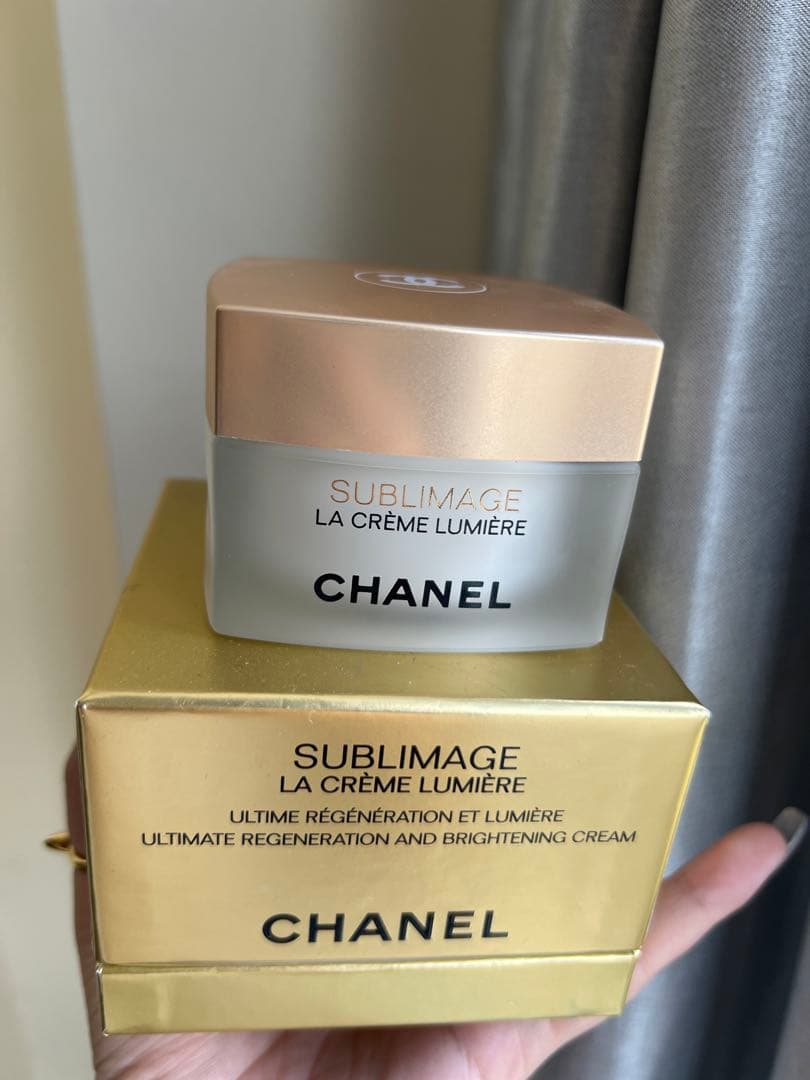 SUBLIMAGE
LA CRÈME LUMIÈRE
CHANEL
SUBLIMAGE
LA CRÈME LUMIÈRE
ULTIME RÉGÉNÉRATION ET LUMIÈRE
ULTIMATE REGENERATION AND BRIGHTENING CREAM
CHANEL